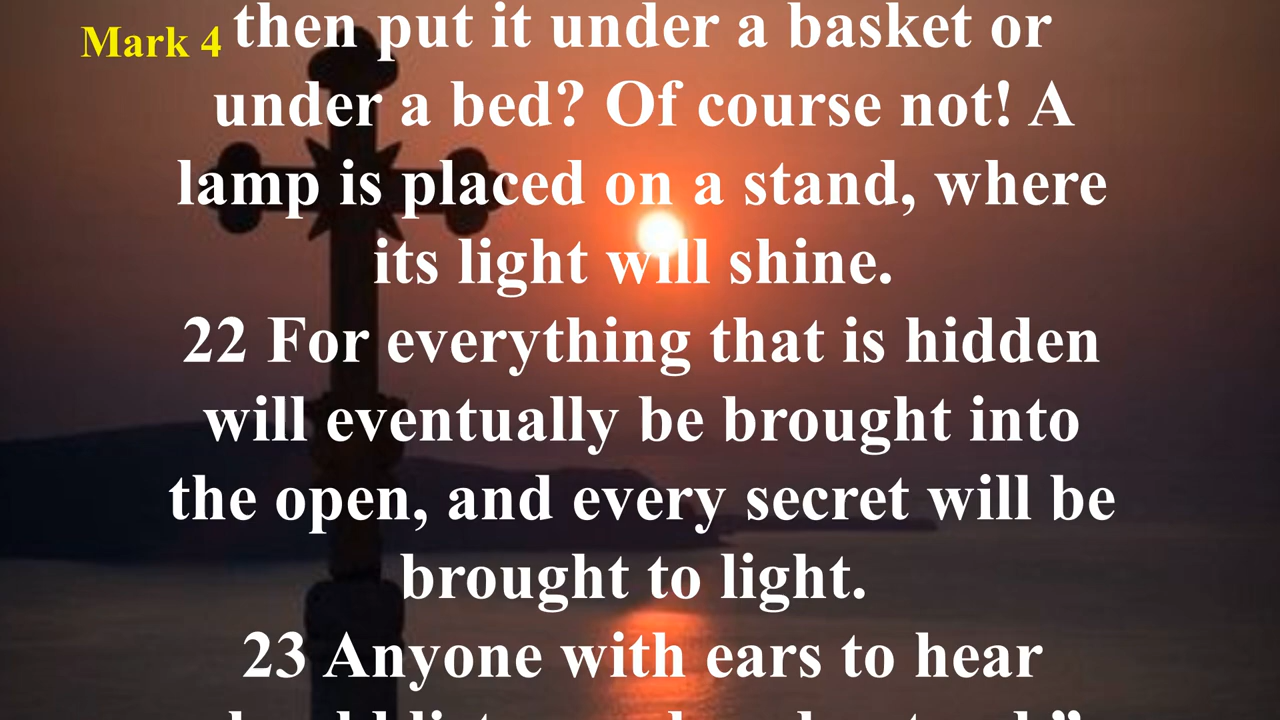 Mark 4
then put it under a basket or
under a bed? Of course not! A
lamp is placed on a stand, where
its light will shine.
22 For everything that is hidden
will eventually be brought into
the open, and every secret will be
brought to light.
23 Anyone with ears to hear